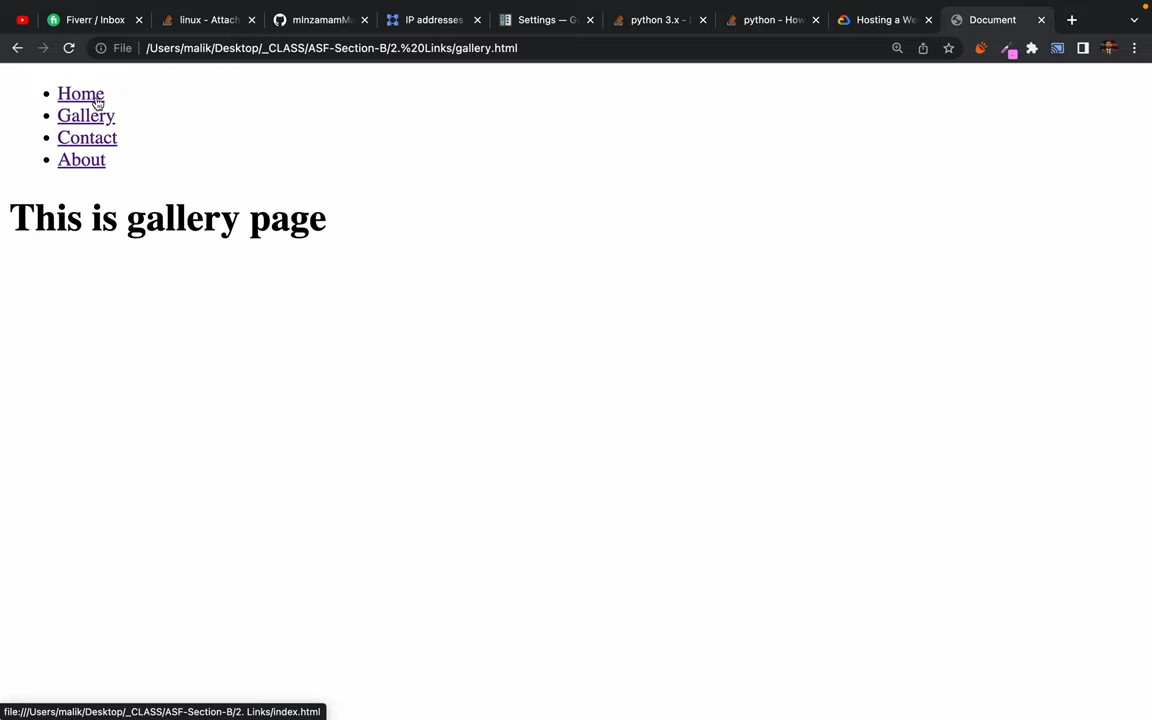 Fiverr / Inbox
linux - Attach
mInzamamMa
IP addresses
Settings — G
python 3.x - 
python - How
Hosting a We
Document
File
/Users/malik/Desktop/_CLASS/ASF-Section-B/2.%20Links/gallery.html
Home
Gallery
Contact
About
This is gallery page
file:///Users/malik/Desktop/_CLASS/ASF-Section-B/2. Links/index.html